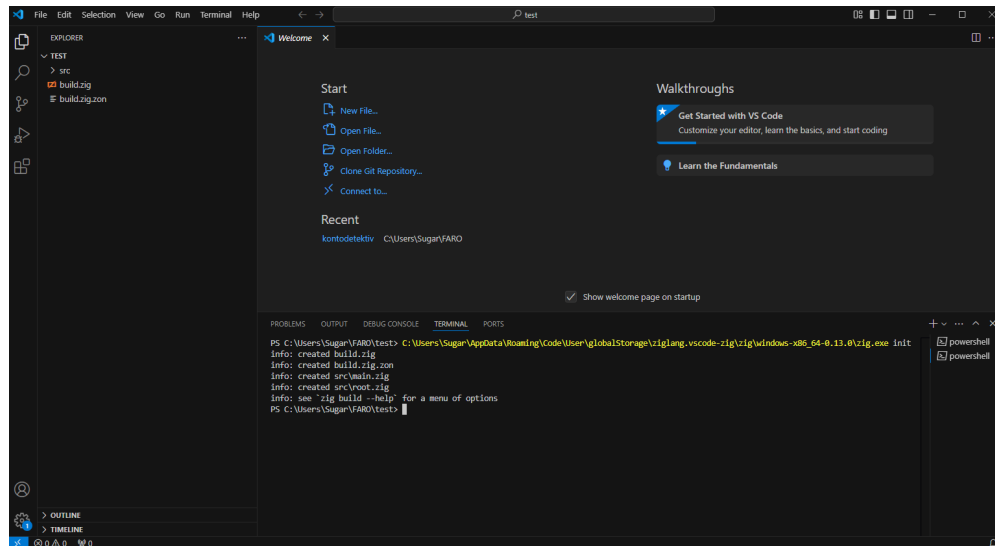 File Edit Selection View Go Run Terminal Help
test
EXPLORER
TEST
src
build.zig
build.zig.zon
OUTLINE
TIMELINE
Welcome
Start
New File...
Open File...
Open Folder...
Clone Git Repository...
Connect to...
Recent
kontodetektiv C:\Users\Sugar\FARO
Walkthroughs
Get Started with VS Code
Customize your editor, learn the basics, and start coding
Learn the Fundamentals
Show welcome page on startup
PROBLEMS OUTPUT DEBUG CONSOLE TERMINAL PORTS
PS C:\Users\Sugar\FARO\test> C:\Users\Sugar\AppData\Roaming\Code\User\globalStorage\ziglang.vscode-zig\zig\windows-x86_64-0.13.0\zig.exe init
info: created build.zig
info: created build.zig.zon
info: created src\main.zig
info: created src\root.zig
info: see `zig build --help` for a menu of options
PS C:\Users\Sugar\FARO\test>
powershell
powershell
1
0 0 0